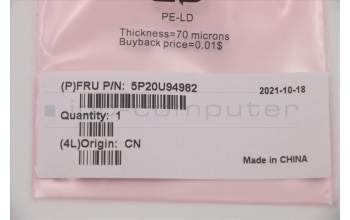 PE-LD
Thickness=70 microns
Buyback price=0.01$
(P)FRU P/N: 5P20U94982
2021-10-18
Quantity: 1
(4L)Origin: CN
Made in CHINA